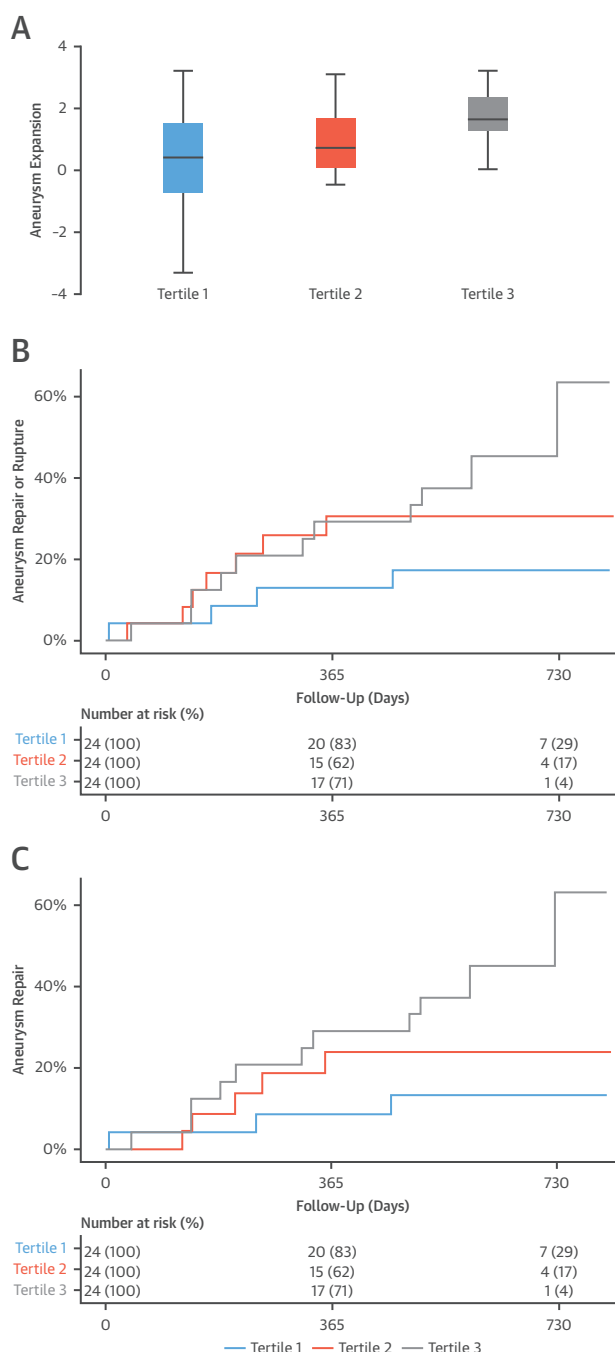 A
Aneurysm Expansion
4
2
0
−2
−4
Tertile 1 Tertile 2 Tertile 3
B
Aneurysm Repair or Rupture
60%
40%
20%
0%
0 365 730
Follow-Up (Days)
Number at risk (%)
Tertile 1 24 (100) 20 (83) 7 (29)
Tertile 2 24 (100) 15 (62) 4 (17)
Tertile 3 24 (100) 17 (71) 1 (4)
0 365 730
C
Aneurysm Repair
60%
40%
20%
0%
0 365 730
Follow-Up (Days)
Number at risk (%)
Tertile 1 24 (100) 20 (83) 7 (29)
Tertile 2 24 (100) 15 (62) 4 (17)
Tertile 3 24 (100) 17 (71) 1 (4)
0 365 730
Tertile 1 Tertile 2 Tertile 3